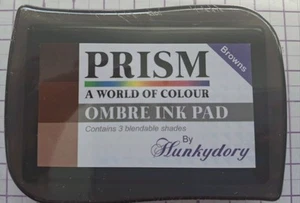 PRISM
Browns
A WORLD OF COLOUR
OMBRE INK PAD
Contains 3 blendable shades
By
Hunkydory